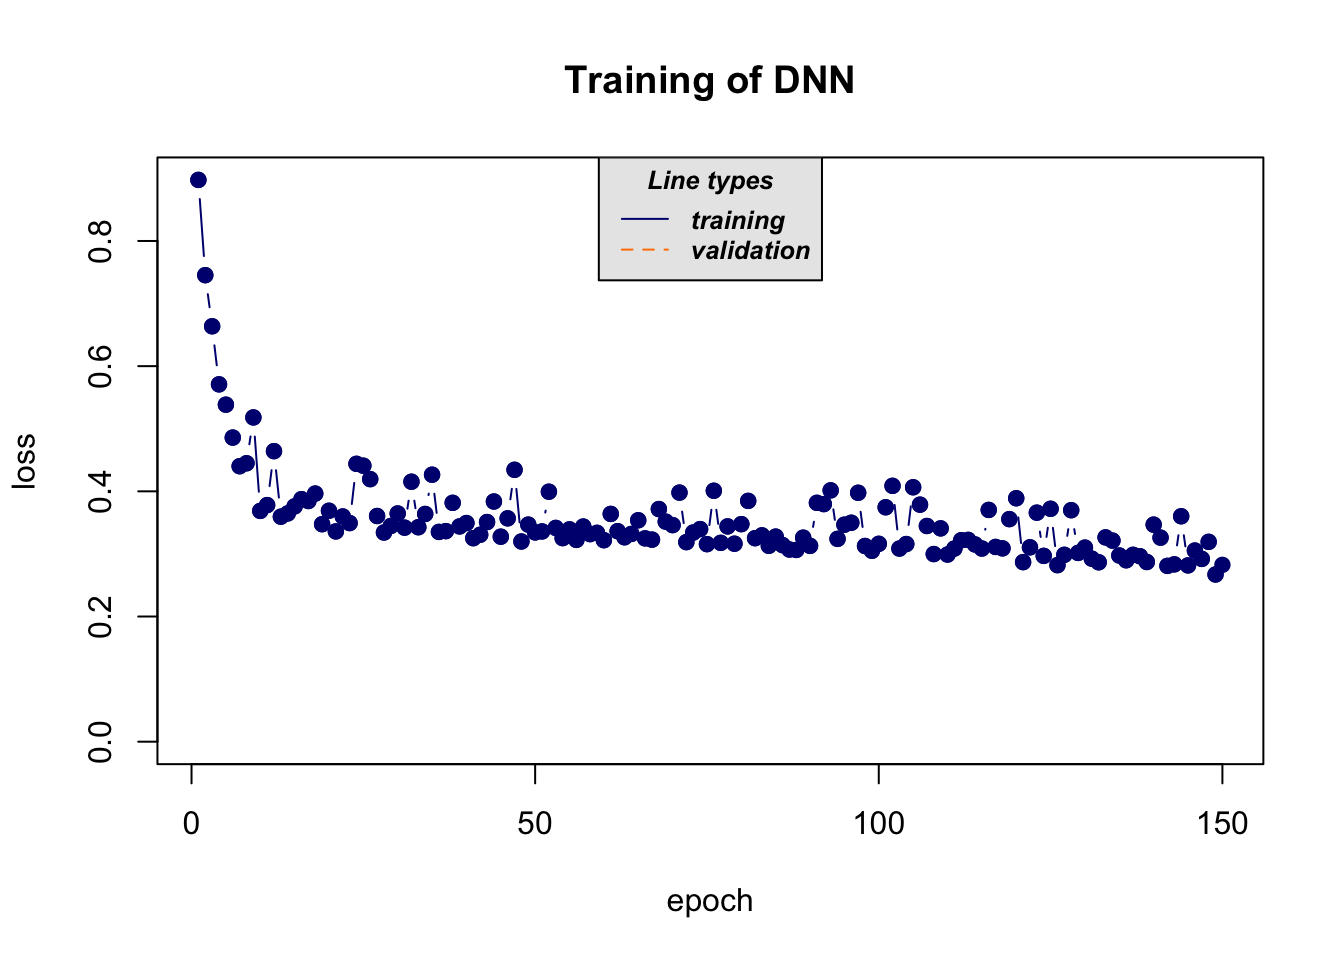 Training of DNN
Line types
training
validation
loss
0.8
0.6
0.4
0.2
0.0
0 50 100 150
epoch